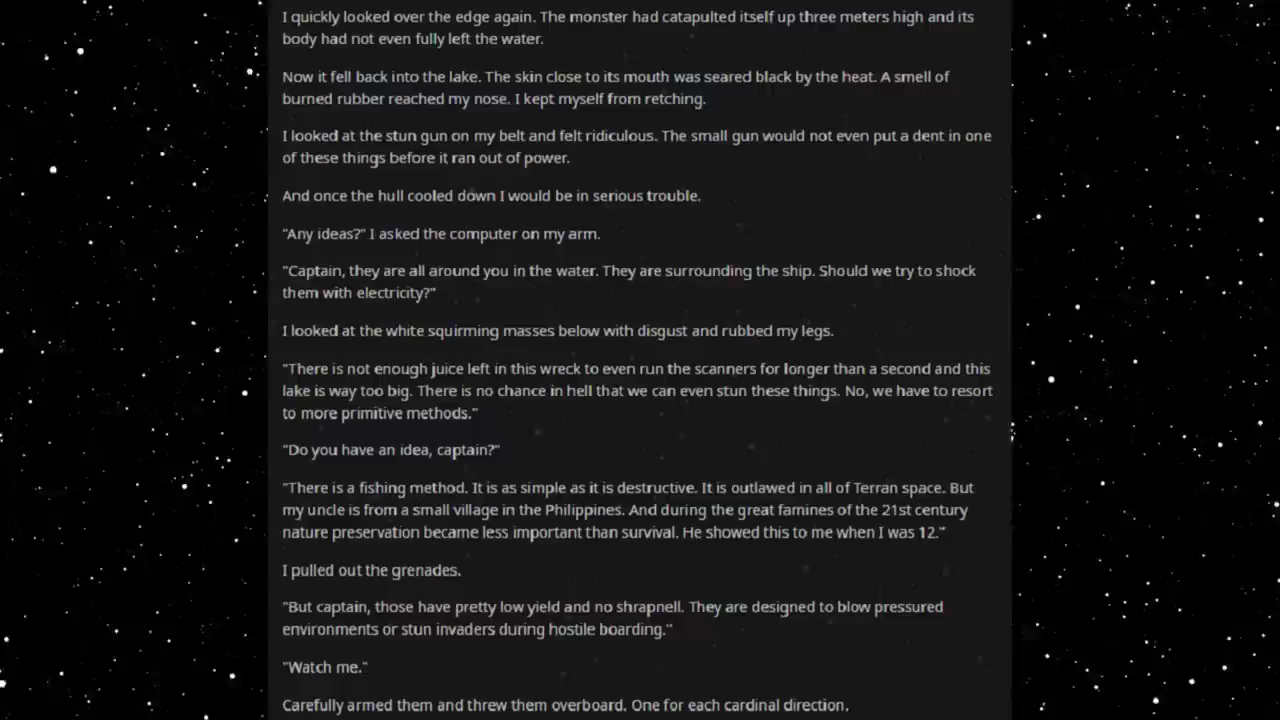 I quickly looked over the edge again. The monster had catapulted itself up three meters high and its
body had not even fully left the water.
Now it fell back into the lake. The skin close to its mouth was seared black by the heat. A smell of
burned rubber reached my nose. I kept myself from retching.
I looked at the stun gun on my belt and felt ridiculous. The small gun would not even put a dent in one
of these things before it ran out of power.
And once the hull cooled down I would be in serious trouble.
"Any ideas?" I asked the computer on my arm.
"Captain, they are all around you in the water. They are surrounding the ship. Should we try to shock
them with electricity?"
I looked at the white squirming masses below with disgust and rubbed my legs.
"There is not enough juice left in this wreck to even run the scanners for longer than a second and this
lake is way too big. There is no chance in hell that we can even stun these things. No, we have to resort
to more primitive methods."
"Do you have an idea, captain?"
"There is a fishing method. It is as simple as it is destructive. It is outlawed in all of Terran space. But
my uncle is from a small village in the Philippines. And during the great famines of the 21st century
nature preservation became less important than survival. He showed this to me when I was 12."
I pulled out the grenades.
"But captain, those have pretty low yield and no shrapnell. They are designed to blow pressured
environments or stun invaders during hostile boarding."
"Watch me."
Carefully armed them and threw them overboard. One for each cardinal direction.